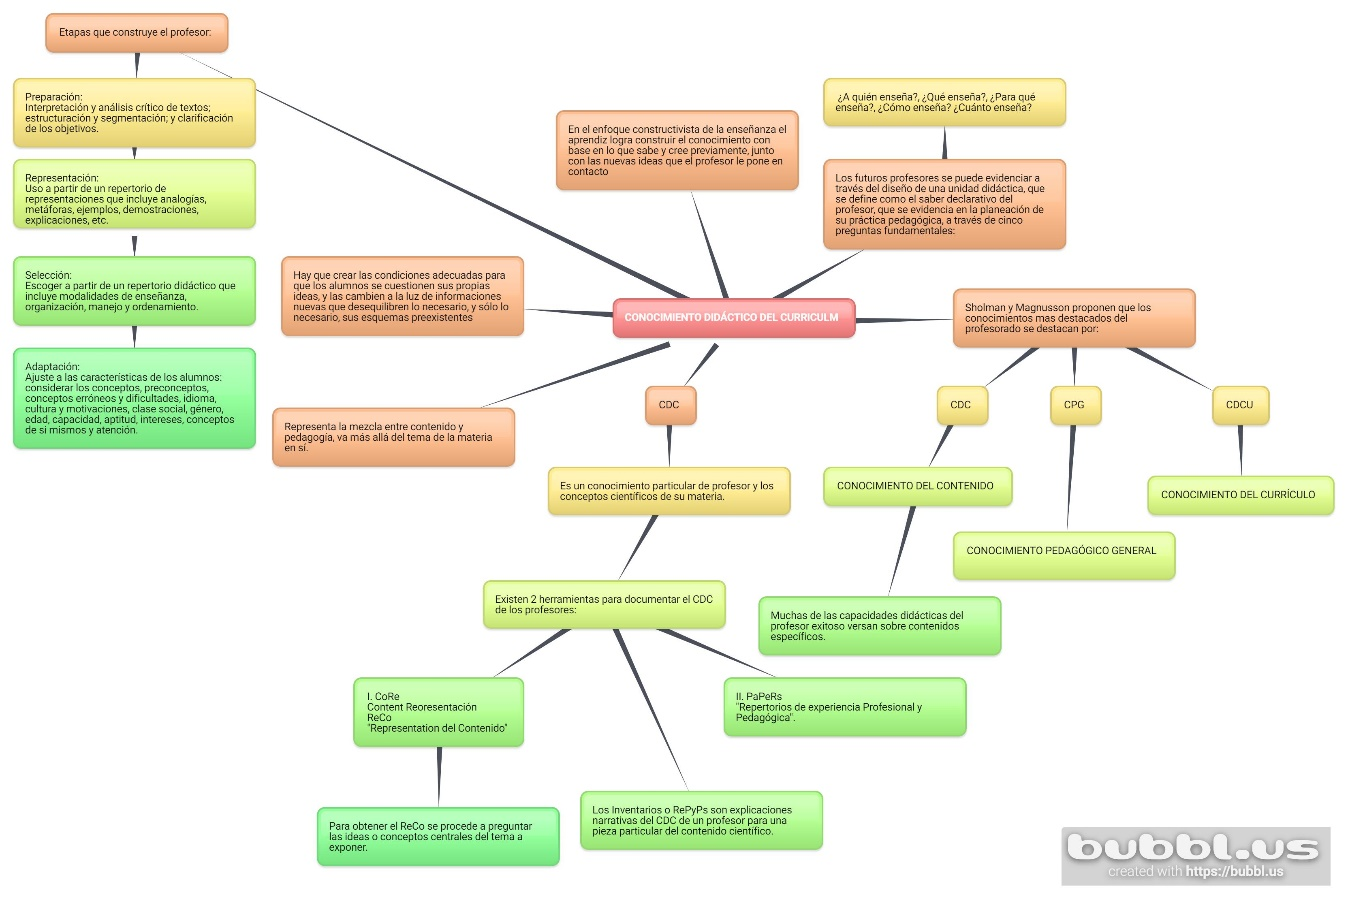 Etapas que construye el profesor:
Preparación:
Interpretación y análisis crítico de textos;
estructuración y segmentación; y clarificación
de los objetivos.
Representación:
Uso a partir de un repertorio de
representaciones que incluye analogías,
metáforas, ejemplos, demostraciones,
explicaciones, etc.
Selección:
Escoger a partir de un repertorio didáctico que
incluye modalidades de enseñanza,
organización, manejo y ordenamiento.
Adaptación:
Ajuste a las características de los alumnos:
considerar los conceptos, preconceptos,
conceptos erróneos y dificultades, idioma,
cultura y motivaciones, clase social, género,
edad, capacidad, aptitud, intereses, conceptos
de si mismos y atención.
En el enfoque constructivista de la enseñanza el
aprendiz logra construir el conocimiento con
base en lo que sabe y cree previamente, junto
con las nuevas ideas que el profesor le pone en
contacto
¿A quién enseña?, ¿Qué enseña?, ¿Para qué
enseña?, ¿Cómo enseña? ¿Cuánto enseña?
Los futuros profesores se puede evidenciar a
través del diseño de una unidad didáctica, que
se define como el saber declarativo del
profesor, que se evidencia en la planeación de
su práctica pedagógica, a través de cinco
preguntas fundamentales:
Hay que crear las condiciones adecuadas para
que los alumnos se cuestionen sus propias
ideas, y las cambien a la luz de informaciones
nuevas que desequilibren lo necesario, y sólo lo
necesario, sus esquemas preexistentes
CONOCIMIENTO DIDÁCTICO DEL CURRICULM
Sholman y Magnusson proponen que los
conocimientos mas destacados del
profesorado se destacan por:
Representa la mezcla entre contenido y
pedagogía, va más allá del tema de la materia
en sí.
CDC
CDC
CPG
CDCU
Es un conocimiento particular de profesor y los
conceptos científicos de su materia.
CONOCIMIENTO DEL CONTENIDO
CONOCIMIENTO DEL CURRÍCULO
CONOCIMIENTO PEDAGÓGICO GENERAL
Existen 2 herramientas para documentar el CDC
de los profesores:
Muchas de las capacidades didácticas del
profesor exitoso versan sobre contenidos
específicos.
I. CoRe
Content Reoresentación
ReCo
"Representation del Contenido"
II. PaPeRs
"Repertorios de experiencia Profesional y
Pedagógica".
Para obtener el ReCo se procede a preguntar
las ideas o conceptos centrales del tema a
exponer.
Los Inventarios o RePyPs son explicaciones
narrativas del CDC de un profesor para una
pieza particular del contenido científico.
bubbl.us
created with https://bubbl.us